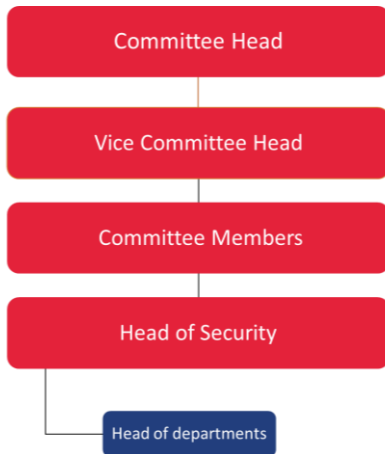 Committee Head
Vice Committee Head
Committee Members
Head of Security
Head of departments